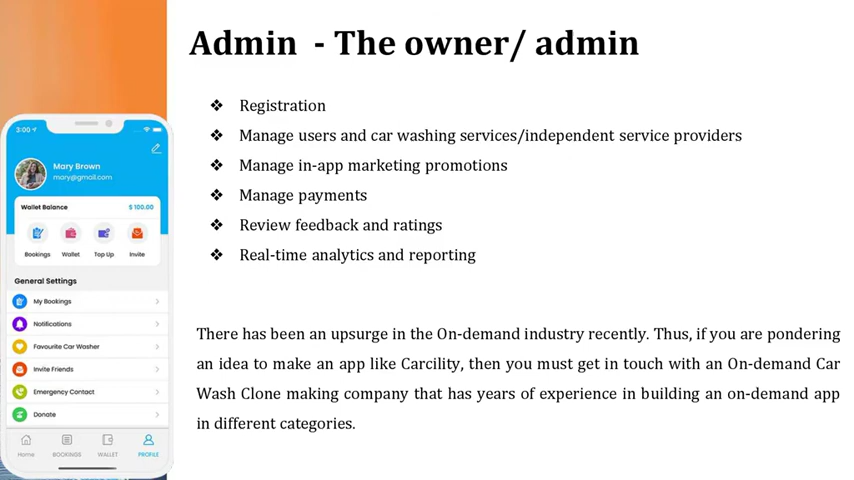 Admin - The owner/ admin
❖ Registration
❖ Manage users and car washing services/independent service providers
❖ Manage in-app marketing promotions
❖ Manage payments
❖ Review feedback and ratings
❖ Real-time analytics and reporting
There has been an upsurge in the On-demand industry recently. Thus, if you are pondering
an idea to make an app like Carcility, then you must get in touch with an On-demand Car
Wash Clone making company that has years of experience in building an on-demand app
in different categories.
3:00
Mary Brown
mary@gmail.com
Wallet Balance $ 100.00
Bookings Wallet Top Up Invite
General Settings
My Bookings
Notifications
Favourite Car Washer
Invite Friends
Emergency Contact
Donate
Home BOOKINGS WALLET PROFILE